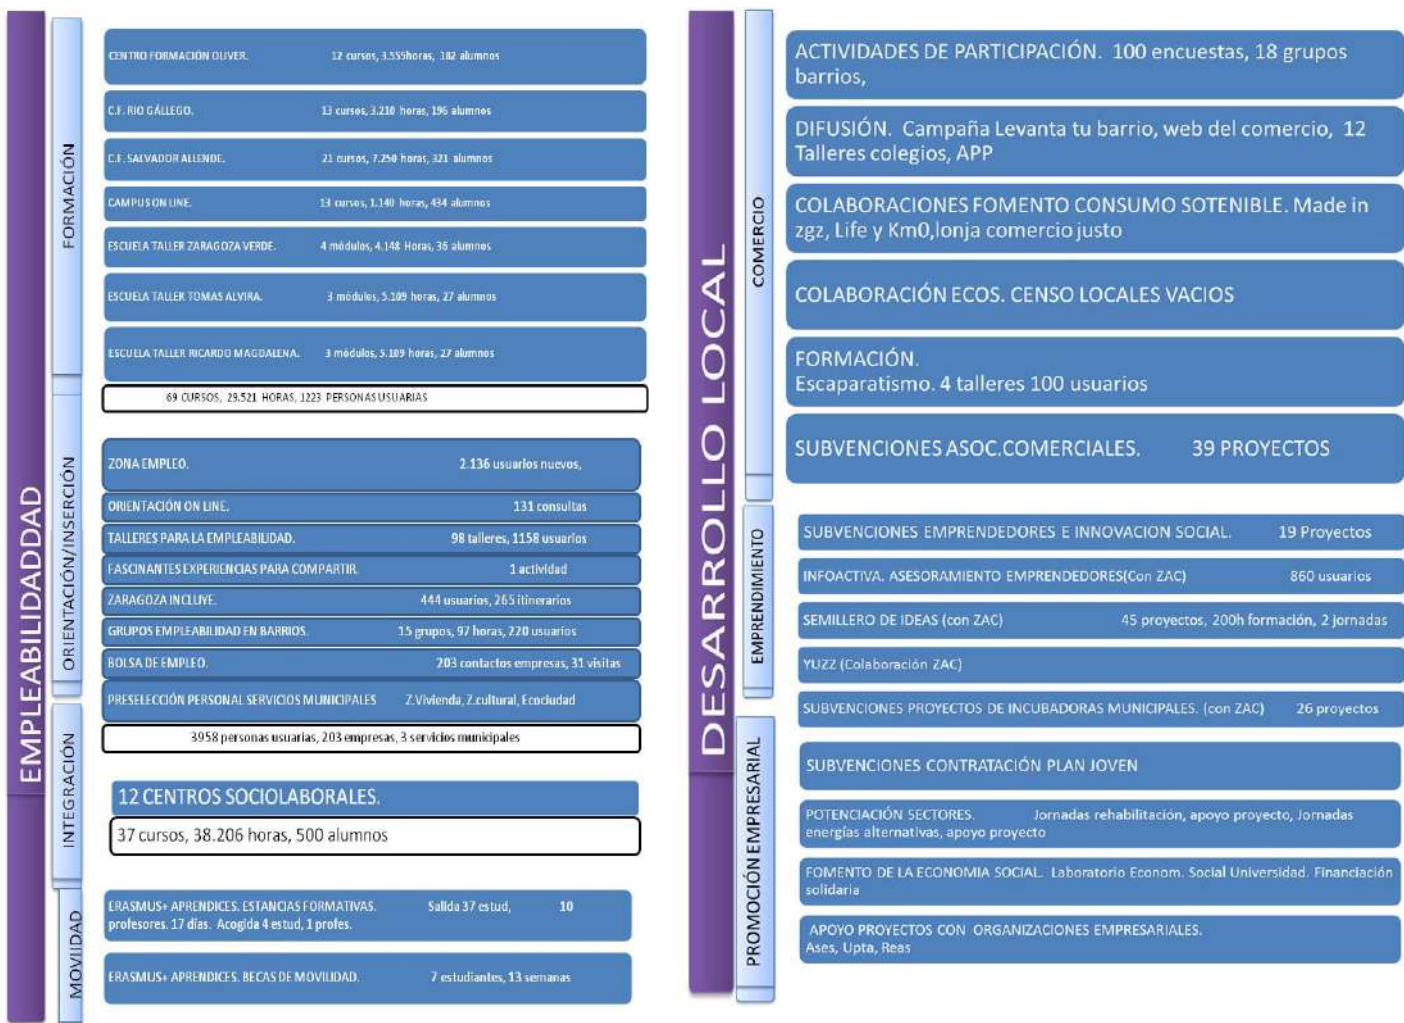 EMPLEABILIDADDAD
FORMACIÓN
CENTRO FORMACIÓN OLIVER. 12 cursos, 3.555horas, 182 alumnos
C.F. RIO GÁLLEGO. 13 cursos, 3.210 horas, 196 alumnos
C.F. SALVADOR ALLENDE. 21 cursos, 7.250 horas, 321 alumnos
CAMPUS ON LINE. 13 cursos, 1.140 horas, 434 alumnos
ESCUELA TALLER ZARAGOZA VERDE. 4 módulos, 4.148 Horas, 36 alumnos
ESCUELA TALLER TOMAS ALVIRA. 3 módulos, 5.109 horas, 27 alumnos
ESCUELA TALLER RICARDO MAGDALENA. 3 módulos, 5.109 horas, 27 alumnos
69 CURSOS, 29.521 HORAS, 1223 PERSONAS USUARIAS
ORIENTACIÓN/INSERCIÓN
ZONA EMPLEO. 2.136 usuarios nuevos,
ORIENTACIÓN ON LINE. 131 consultas
TALLERES PARA LA EMPLEABILIDAD. 98 talleres, 1158 usuarios
FASCINANTES EXPERIENCIAS PARA COMPARTIR. 1 actividad
ZARAGOZA INCLUYE. 444 usuarios, 265 itinerarios
GRUPOS EMPLEABILIDAD EN BARRIOS. 15 grupos, 97 horas, 220 usuarios
BOLSA DE EMPLEO. 203 contactos empresas, 31 visitas
PRESELECCIÓN PERSONAL SERVICIOS MUNICIPALES Z.Vivienda, Z.cultural, Ecociudad
3958 personas usuarias, 203 empresas, 3 servicios municipales
INTEGRACIÓN
12 CENTROS SOCIOLABORALES.
37 cursos, 38.206 horas, 500 alumnos
MOVIIDAD
ERASMUS+ APRENDICES. ESTANCIAS FORMATIVAS. Salida 37 estud, 10
profesores. 17 días. Acogida 4 estud, 1 profes.
ERASMUS+ APRENDICES. BECAS DE MOVILIDAD. 7 estudiantes, 13 semanas
DESARROLLO LOCAL
COMERCIO
ACTIVIDADES DE PARTICIPACIÓN. 100 encuestas, 18 grupos
barrios,
DIFUSIÓN. Campaña Levanta tu barrio, web del comercio, 12
Talleres colegios, APP
COLABORACIONES FOMENTO CONSUMO SOTENIBLE. Made in
zgz, Life y Km0,lonja comercio justo
COLABORACIÓN ECOS. CENSO LOCALES VACIOS
FORMACIÓN.
Escaparatismo. 4 talleres 100 usuarios
SUBVENCIONES ASOC.COMERCIALES. 39 PROYECTOS
EMPRENDIMIENTO
SUBVENCIONES EMPRENDEDORES E INNOVACION SOCIAL. 19 Proyectos
INFOACTIVA. ASESORAMIENTO EMPRENDEDORES(Con ZAC) 860 usuarios
SEMILLERO DE IDEAS (con ZAC) 45 proyectos, 200h formación, 2 jornadas
YUZZ (Colaboración ZAC)
SUBVENCIONES PROYECTOS DE INCUBADORAS MUNICIPALES. (con ZAC) 26 proyectos
PROMOCIÓN EMPRESARIAL
SUBVENCIONES CONTRATACIÓN PLAN JOVEN
POTENCIACIÓN SECTORES. Jornadas rehabilitación, apoyo proyecto, Jornadas
energías alternativas, apoyo proyecto
FOMENTO DE LA ECONOMIA SOCIAL. Laboratorio Econom. Social Universidad. Financiación
solidaria
APOYO PROYECTOS CON ORGANIZACIONES EMPRESARIALES.
Ases, Upta, Reas